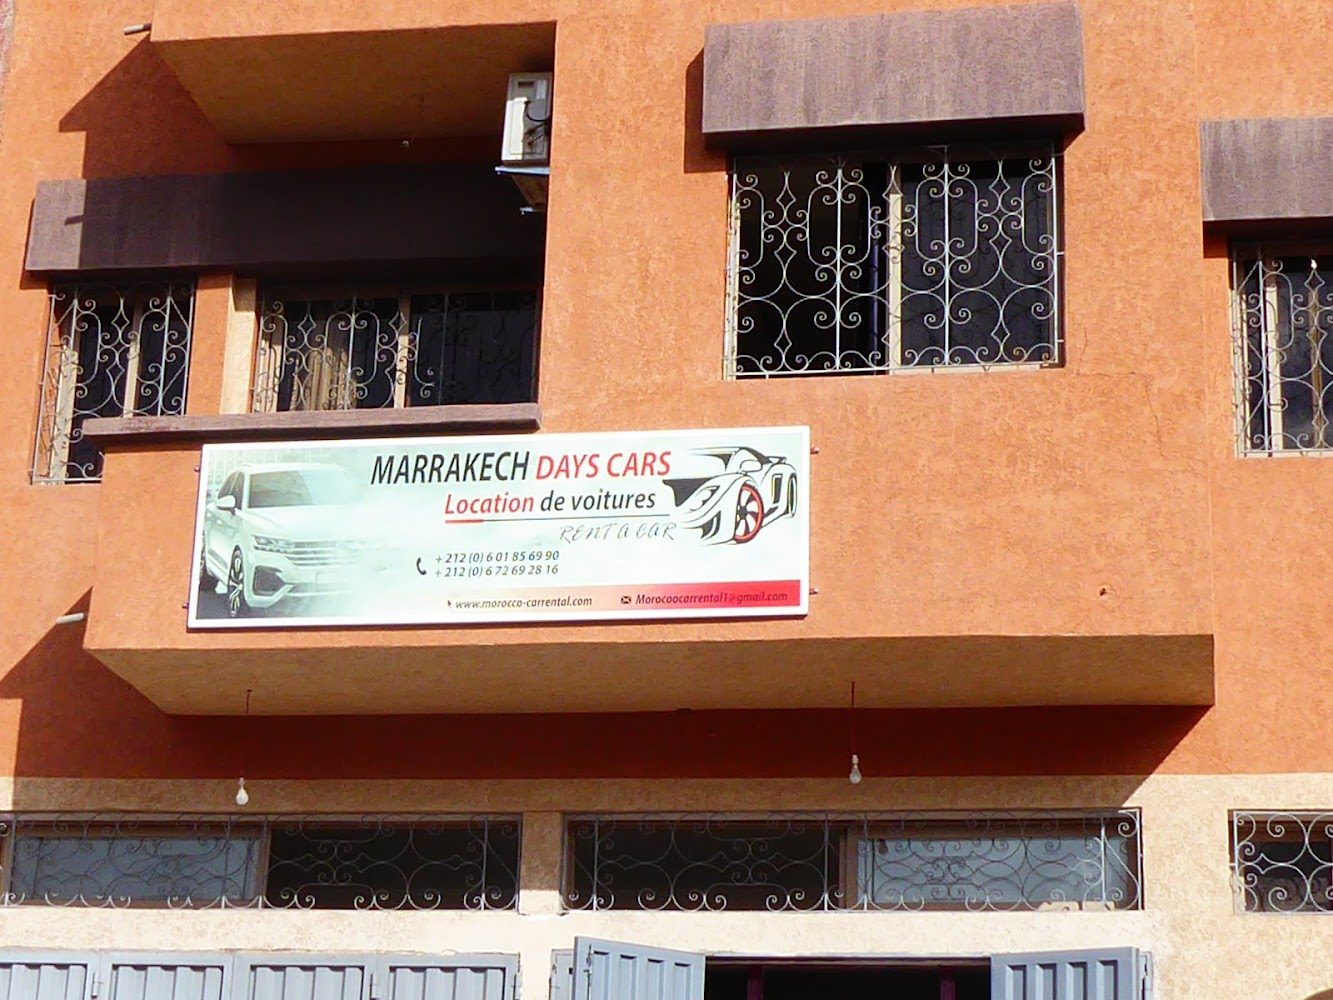 MARRAKECH DAYS CARS
Location de voitures
RENT A CAR
+212 (0) 6 01 85 69 90
+212 (0) 6 72 69 28 16
www.morocco-carrental.com
Morocoocarrental1@gmail.com